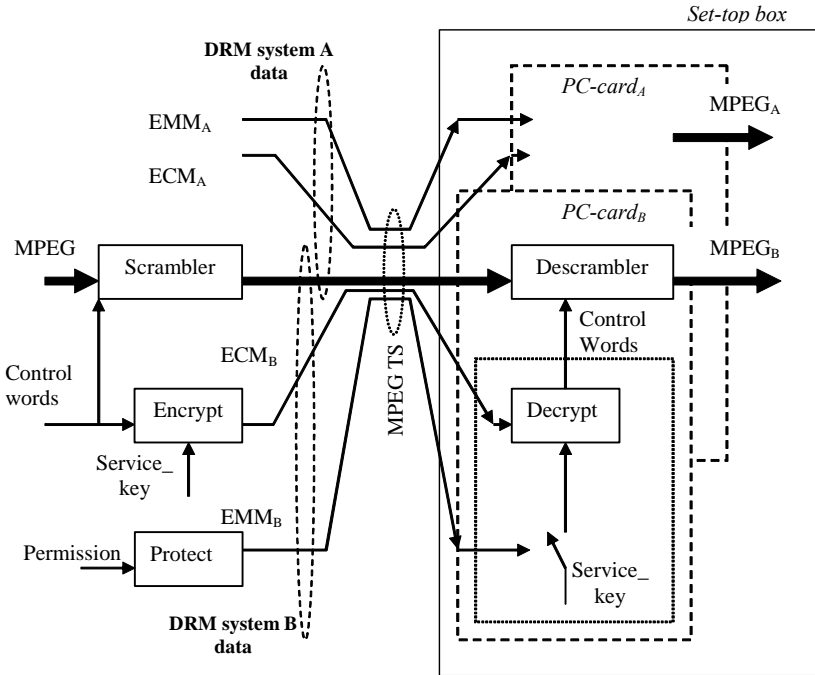 Set-top box
DRM system A
data
PC-cardA
MPEGA
EMMA
ECMA
PC-cardB
MPEG
Scrambler
Descrambler
MPEGB
Control
Words
ECMB
MPEG TS
Control
words
Encrypt
Decrypt
Service_
key
EMMB
Permission
Protect
Service_
key
DRM system B
data